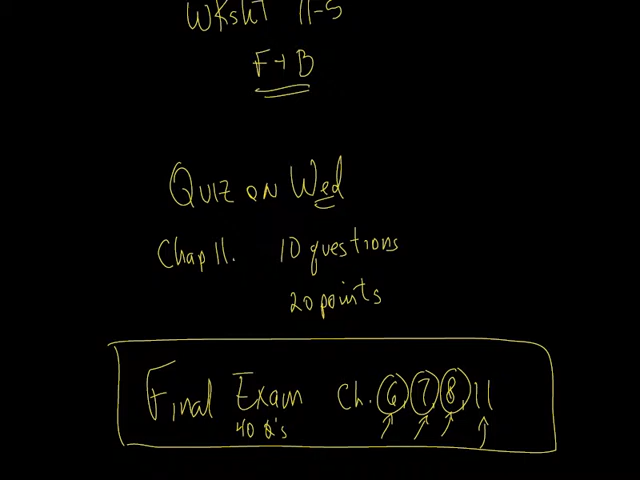 WKsht 11-5
F+B
Quiz on Wed
Chap 11. 10 questions
20 points
Final Exam Ch. 6, 7, 8, 11
40 Q's